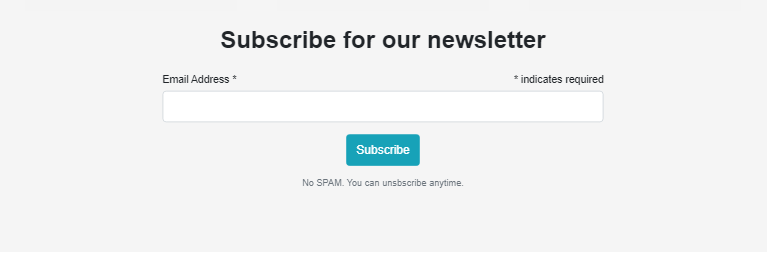 Subscribe for our newsletter
Email Address * * indicates required
Subscribe
No SPAM. You can unsbscribe anytime.